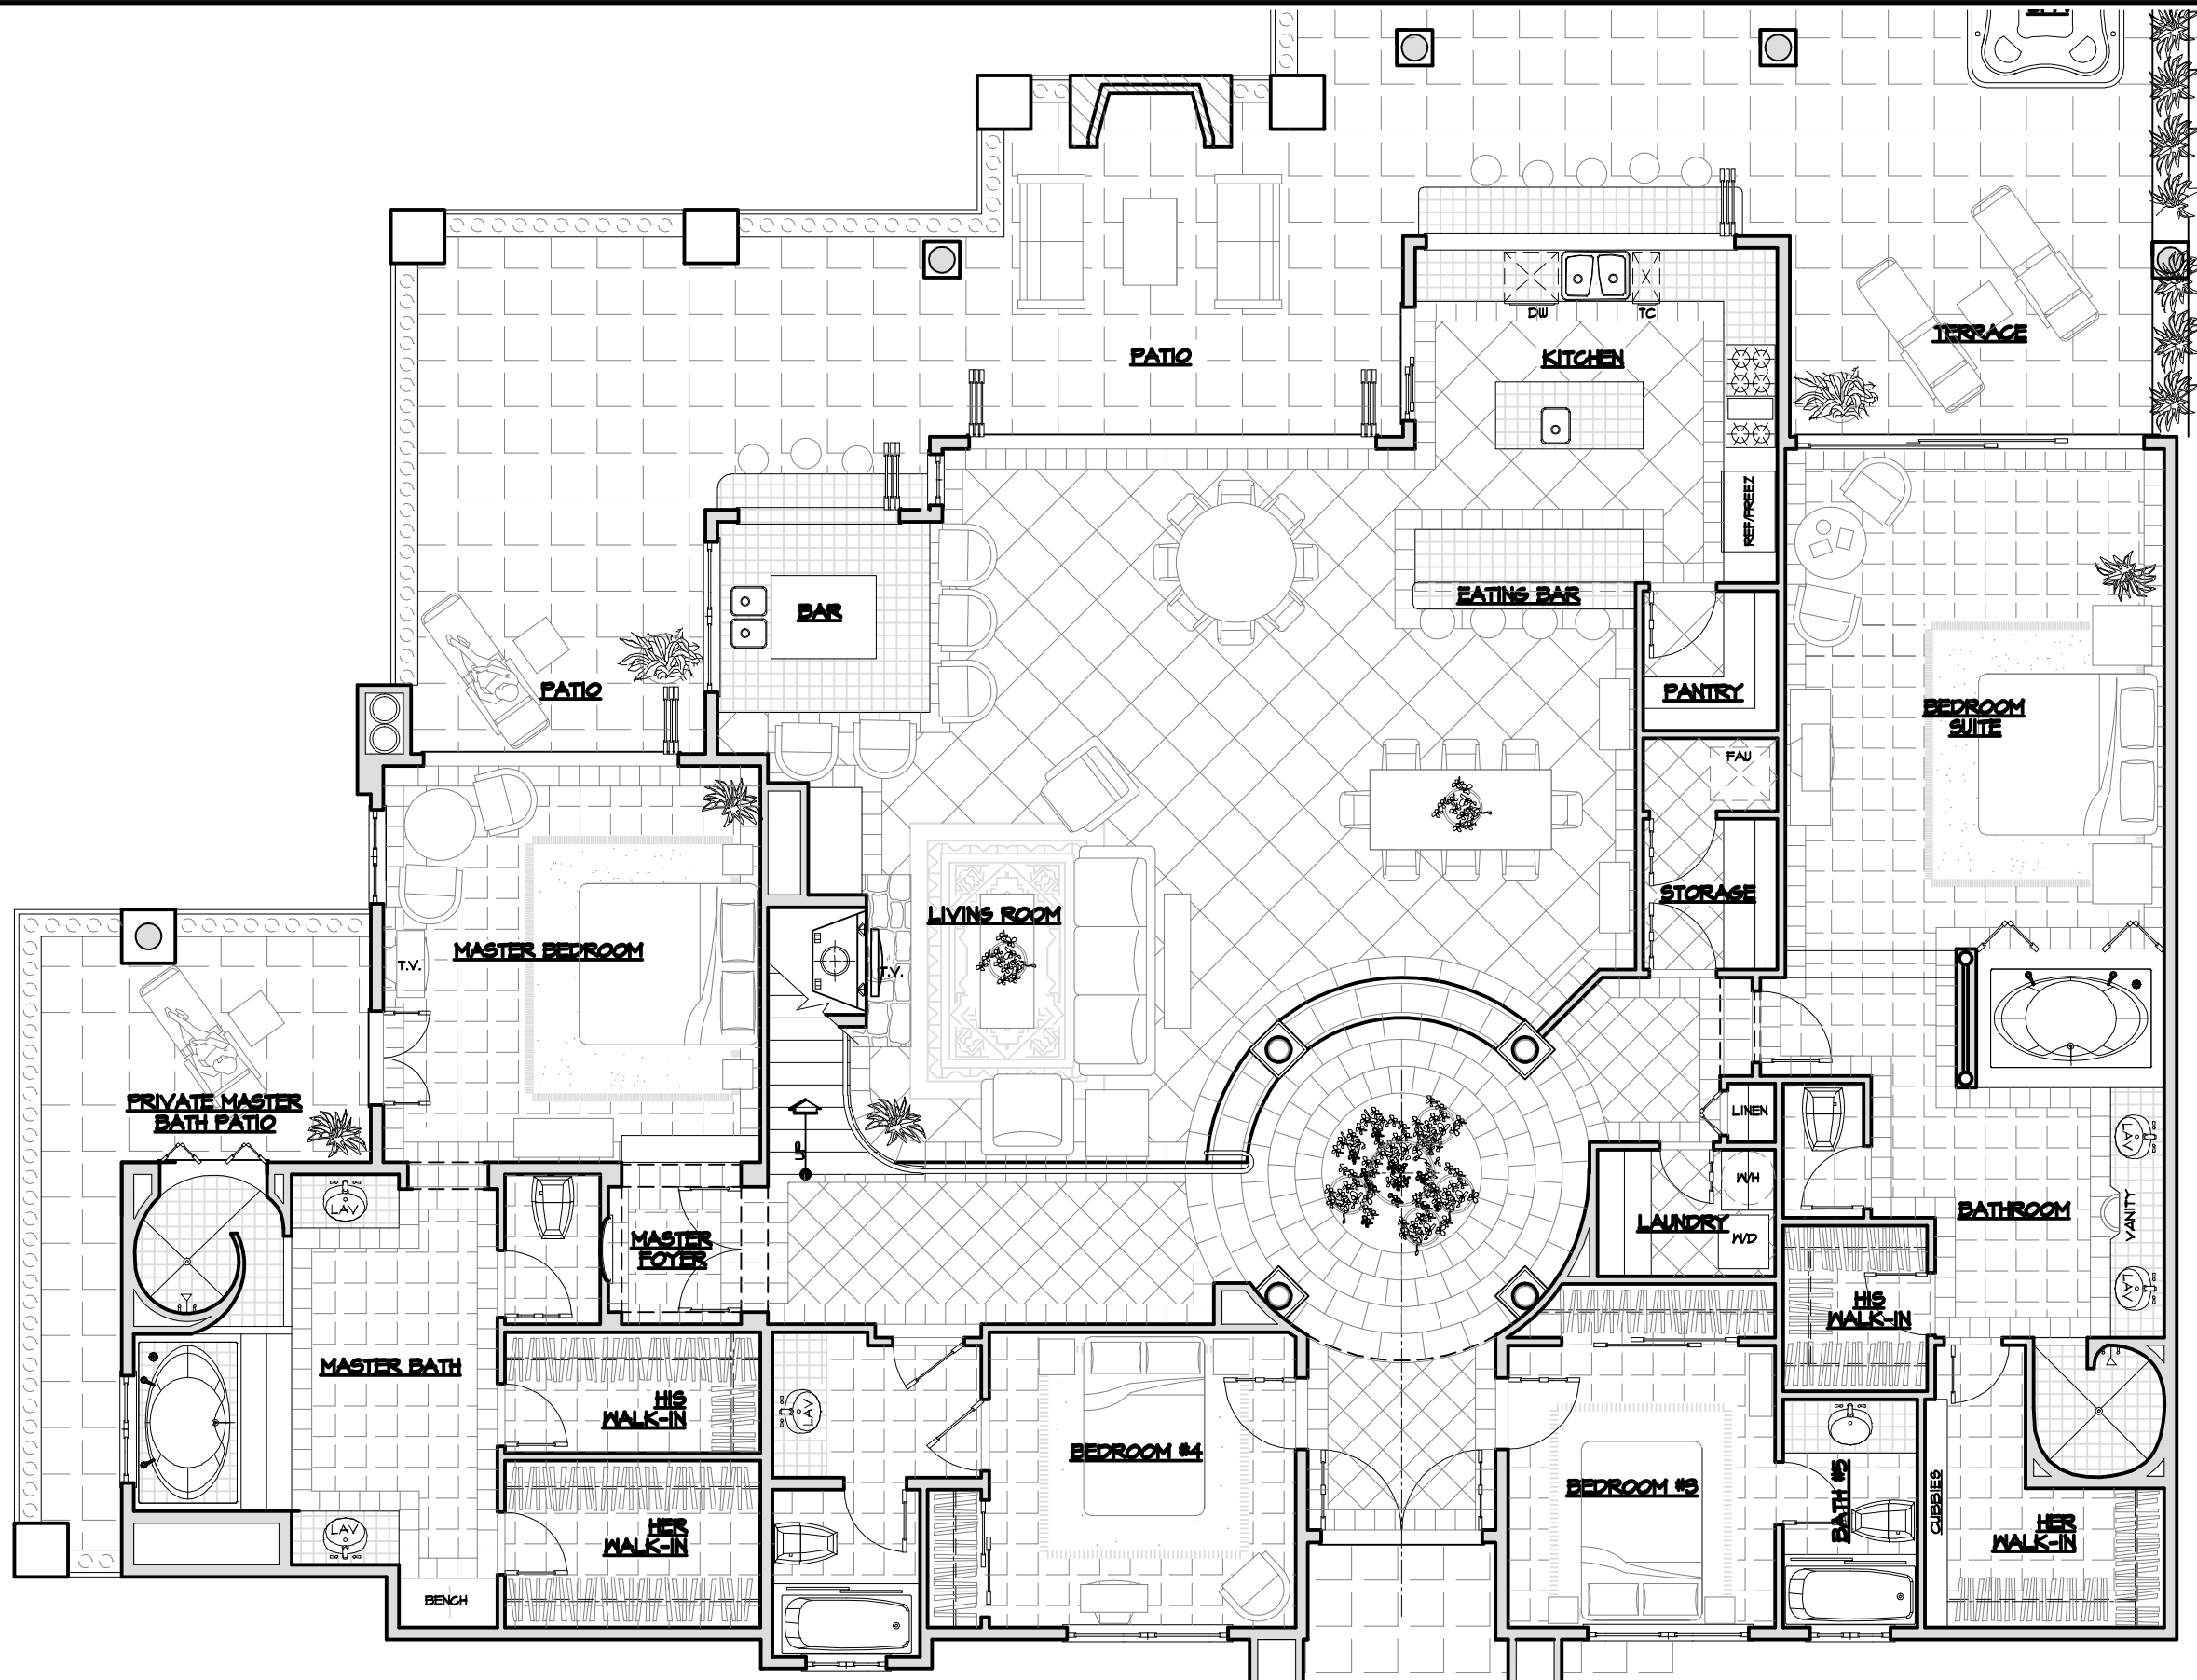 DW
TC
TERRACE
PATIO
KITCHEN
REF/FREEZ
EATING BAR
BAR
PATIO
PANTRY
BEDROOM
SUITE
FAU
STORAGE
LIVING ROOM
MASTER BEDROOM
T.V.
T.V.
PRIVATE MASTER
BATH PATIO
LINEN
UP
LAV
W/H
LAV
BATHROOM
VANITY
LAUNDRY
W/D
MASTER
FOYER
LAV
HIS
WALK-IN
MASTER BATH
HIS
WALK-IN
LAV
BEDROOM #4
BEDROOM #3
BATH #3
CUBBIES
LAV
HER
WALK-IN
HER
WALK-IN
BENCH